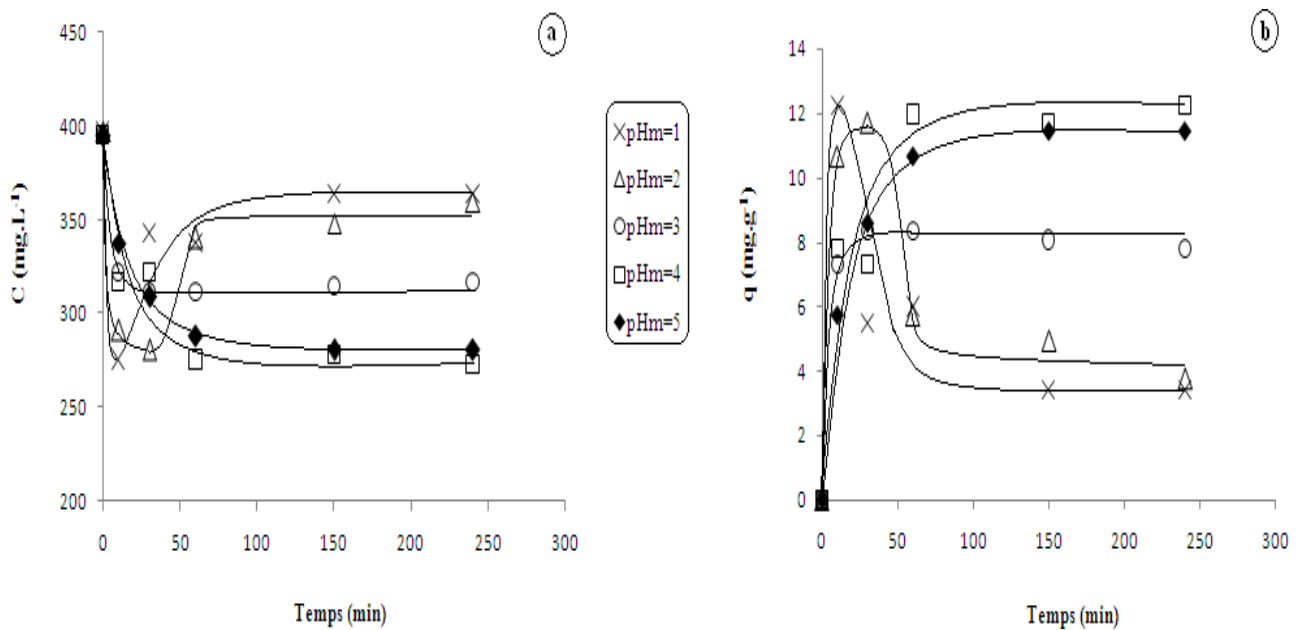 a
450
400
350
300
250
200
C (mg.L⁻¹)
0 50 100 150 200 250 300
Temps (min)
pHm=1
pHm=2
pHm=3
pHm=4
pHm=5
b
14
12
10
8
6
4
2
0
q (mg.g⁻¹)
0 50 100 150 200 250 300
Temps (min)